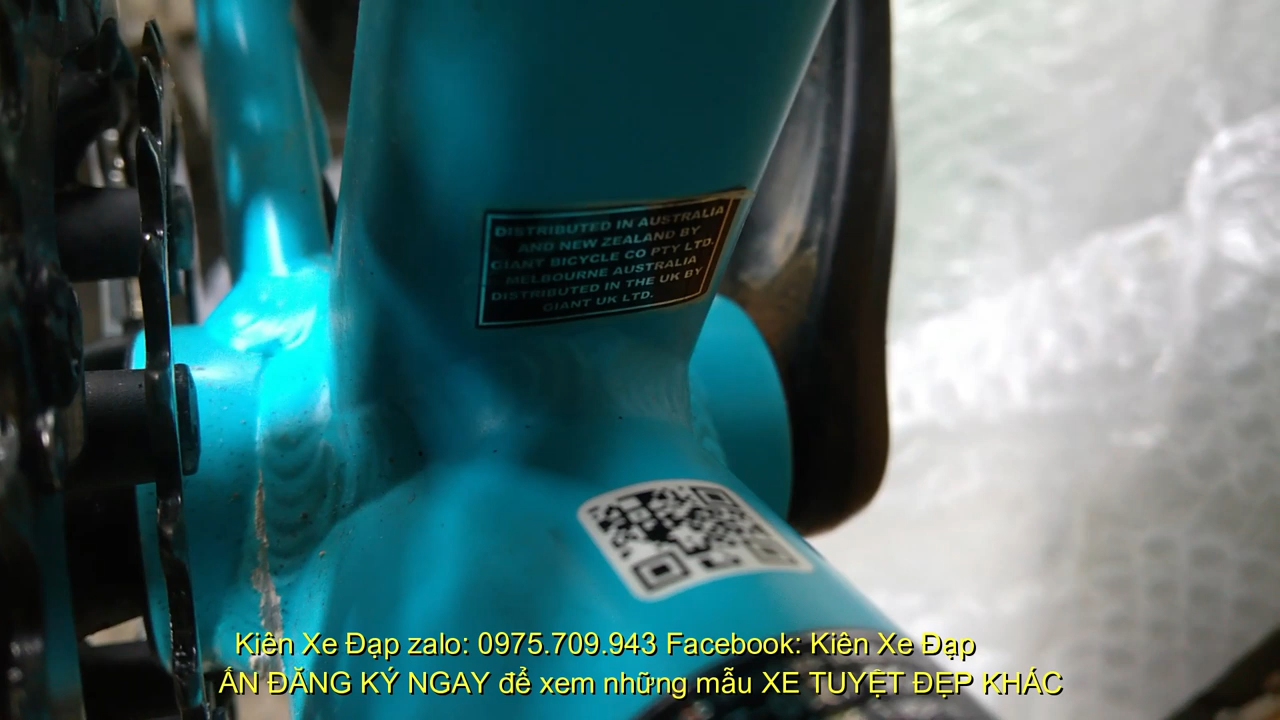 DISTRIBUTED IN AUSTRALIA
AND NEW ZEALAND BY
GIANT BICYCLE CO PTY LTD.
MELBOURNE AUSTRALIA
DISTRIBUTED IN THE UK BY
GIANT UK LTD.
Kiên Xe Đạp zalo: 0975.709.943 Facebook: Kiên Xe Đạp
ẤN ĐĂNG KÝ NGAY để xem những mẫu XE TUYỆT ĐẸP KHÁC